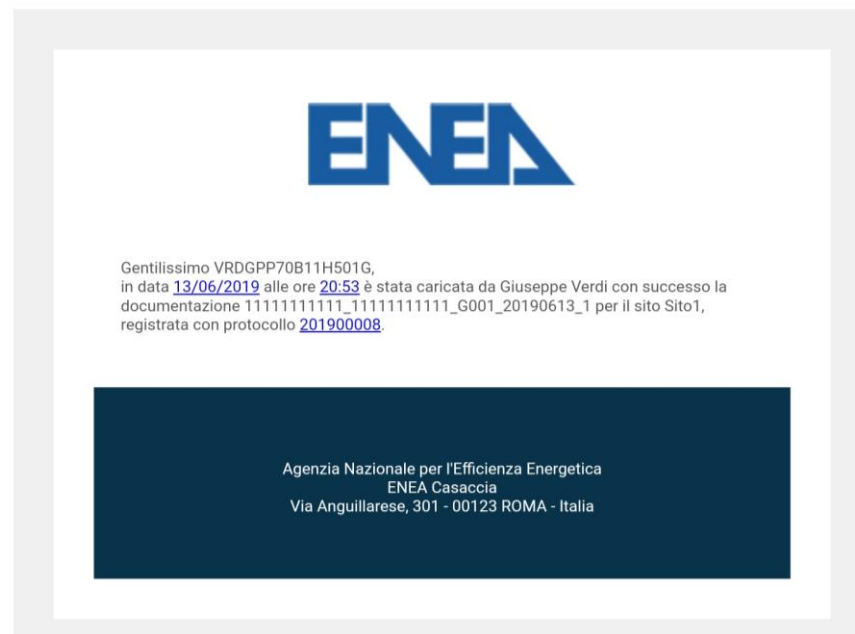 ENEA
Gentilissimo VRDGPP70B11H501G,
in data 13/06/2019 alle ore 20:53 è stata caricata da Giuseppe Verdi con successo la
documentazione 11111111111_11111111111_G001_20190613_1 per il sito Sito1,
registrata con protocollo 201900008.
Agenzia Nazionale per l'Efficienza Energetica
ENEA Casaccia
Via Anguillarese, 301 - 00123 ROMA - Italia